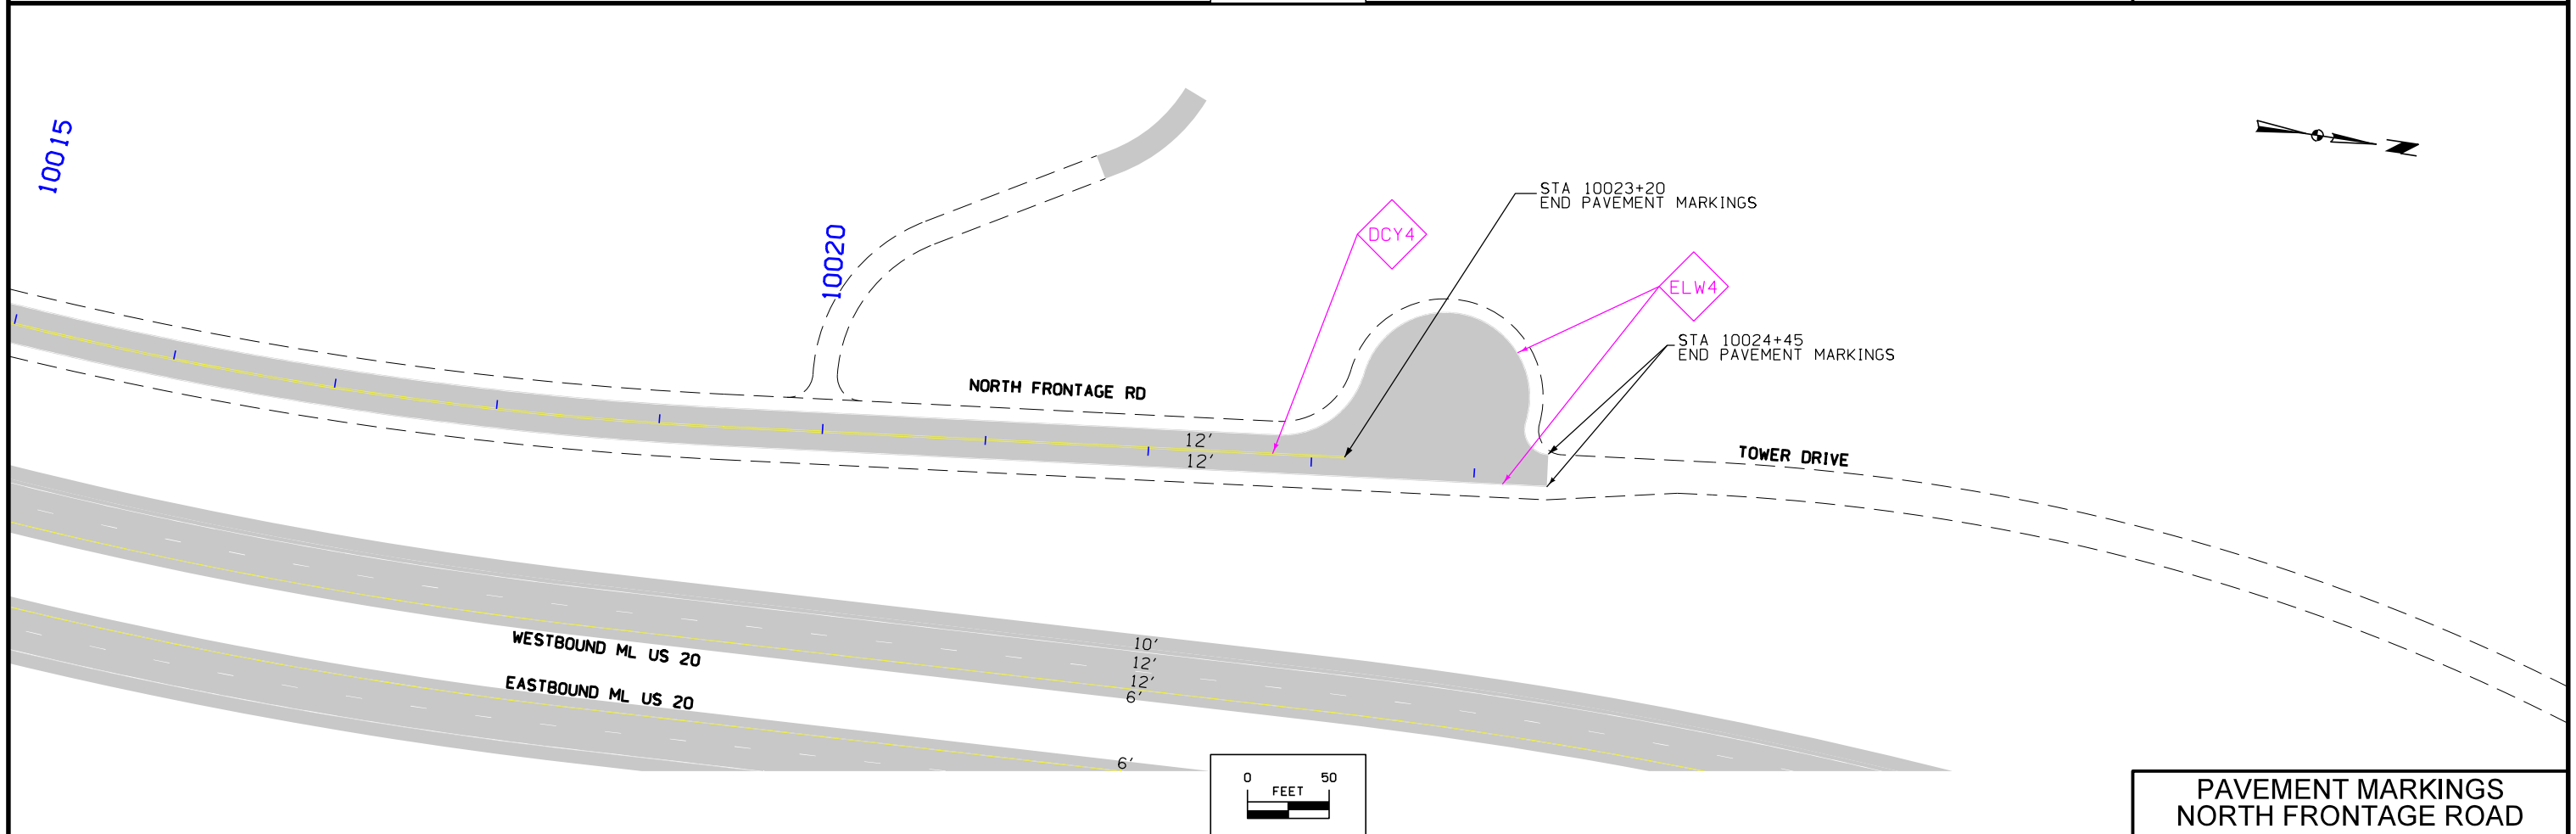 10015
10020
STA 10023+20
END PAVEMENT MARKINGS
DCY4
ELW4
STA 10024+45
END PAVEMENT MARKINGS
N
NORTH FRONTAGE RD
12'
12'
TOWER DRIVE
WESTBOUND ML US 20
EASTBOUND ML US 20
10'
12'
12'
6'
6'
0 50
FEET
PAVEMENT MARKINGS
NORTH FRONTAGE ROAD